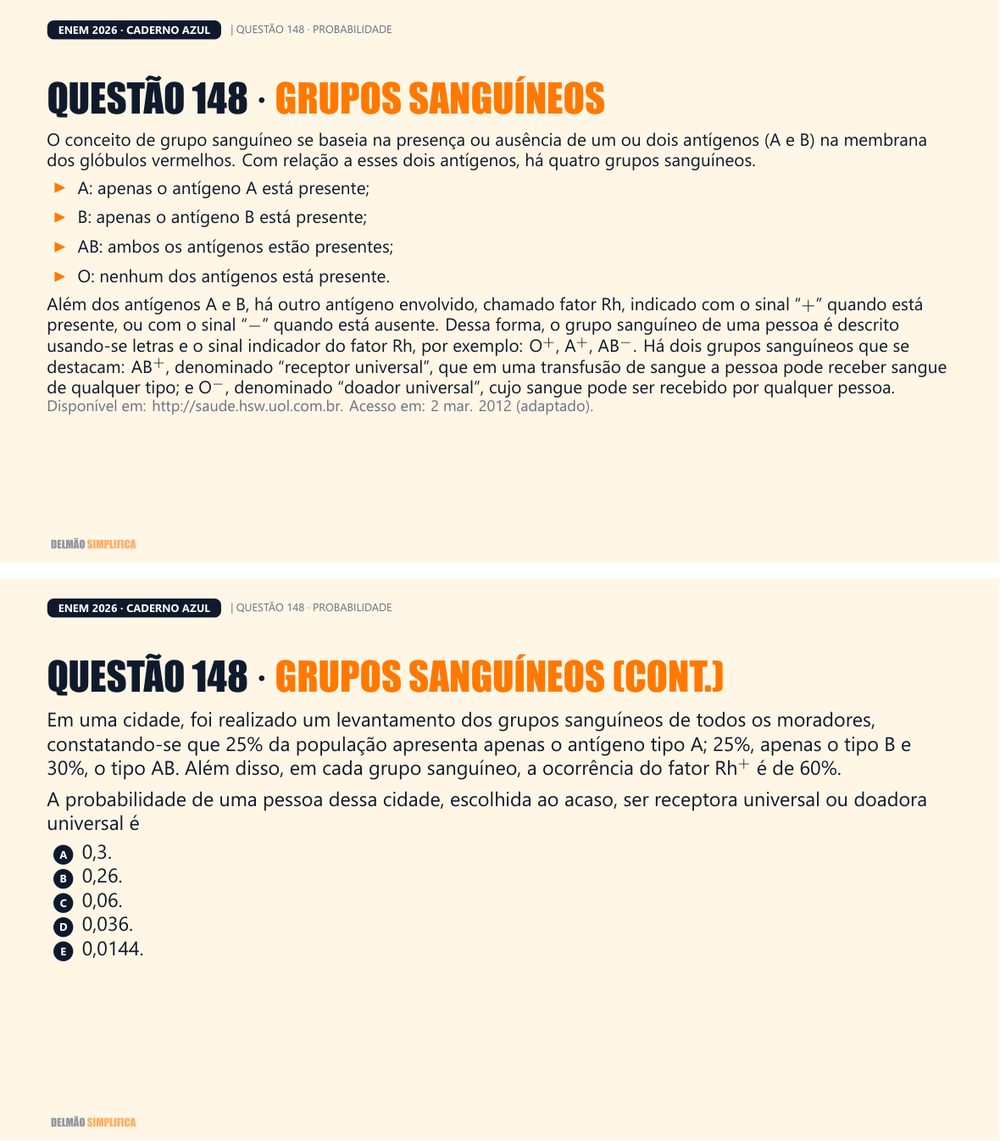 ENEM 2026 · CADERNO AZUL | QUESTÃO 148 · PROBABILIDADE
QUESTÃO 148 · GRUPOS SANGUÍNEOS
O conceito de grupo sanguíneo se baseia na presença ou ausência de um ou dois antígenos (A e B) na membrana
dos glóbulos vermelhos. Com relação a esses dois antígenos, há quatro grupos sanguíneos.
► A: apenas o antígeno A está presente;
► B: apenas o antígeno B está presente;
► AB: ambos os antígenos estão presentes;
► O: nenhum dos antígenos está presente.
Além dos antígenos A e B, há outro antígeno envolvido, chamado fator Rh, indicado com o sinal “+” quando está
presente, ou com o sinal “−” quando está ausente. Dessa forma, o grupo sanguíneo de uma pessoa é descrito
usando-se letras e o sinal indicador do fator Rh, por exemplo: O⁺, A⁺, AB⁻. Há dois grupos sanguíneos que se
destacam: AB⁺, denominado “receptor universal”, que em uma transfusão de sangue a pessoa pode receber sangue
de qualquer tipo; e O⁻, denominado “doador universal”, cujo sangue pode ser recebido por qualquer pessoa.
Disponível em: http://saude.hsw.uol.com.br. Acesso em: 2 mar. 2012 (adaptado).
DELMÃO SIMPLIFICA
ENEM 2026 · CADERNO AZUL | QUESTÃO 148 · PROBABILIDADE
QUESTÃO 148 · GRUPOS SANGUÍNEOS (CONT.)
Em uma cidade, foi realizado um levantamento dos grupos sanguíneos de todos os moradores,
constatando-se que 25% da população apresenta apenas o antígeno tipo A; 25%, apenas o tipo B e
30%, o tipo AB. Além disso, em cada grupo sanguíneo, a ocorrência do fator Rh⁺ é de 60%.
A probabilidade de uma pessoa dessa cidade, escolhida ao acaso, ser receptora universal ou doadora
universal é
A 0,3.
B 0,26.
C 0,06.
D 0,036.
E 0,0144.
DELMÃO SIMPLIFICA